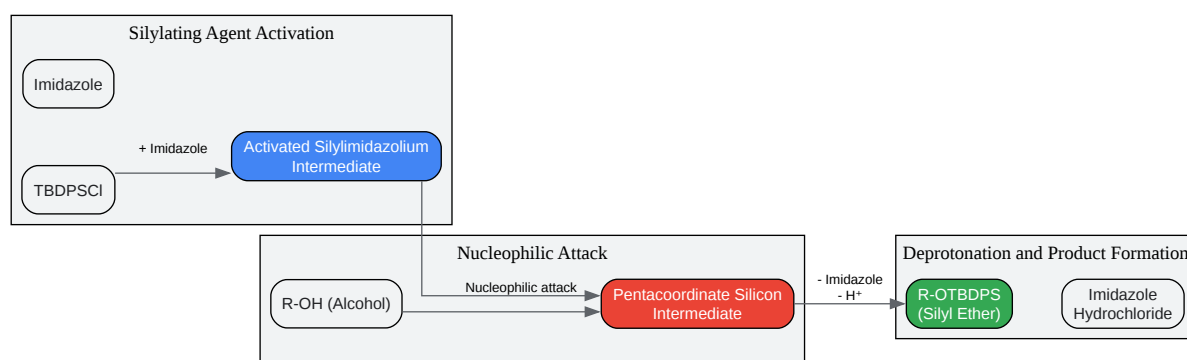 Silylating Agent Activation
Imidazole
+ Imidazole
Activated Silylimidazolium
Intermediate
TBDPSCl
Nucleophilic Attack
R-OH (Alcohol)
Nucleophilic attack
Pentacoordinate Silicon
Intermediate
- Imidazole
- H⁺
Deprotonation and Product Formation
R-OTBDPS
(Silyl Ether)
Imidazole
Hydrochloride